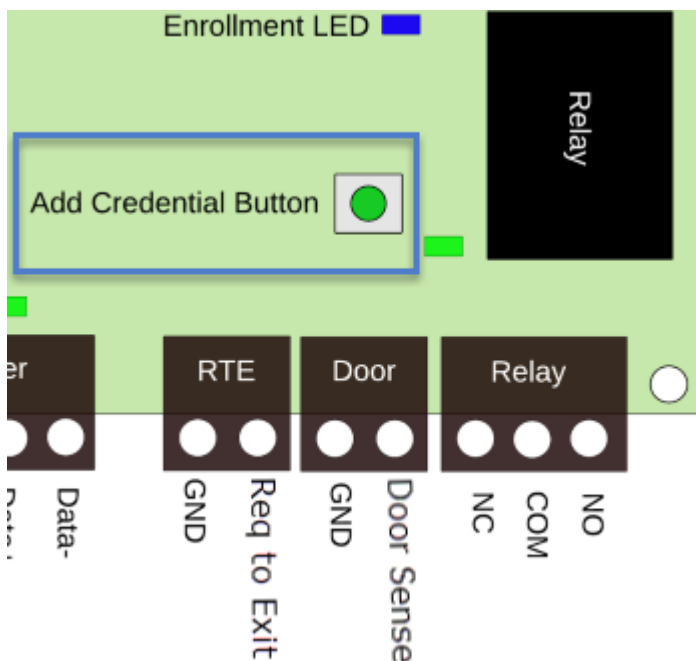 Enrollment LED
Relay
Add Credential Button
RTE
Door
Relay
Data-
GND
Req to Exit
GND
Door Sense
NC
COM
NO